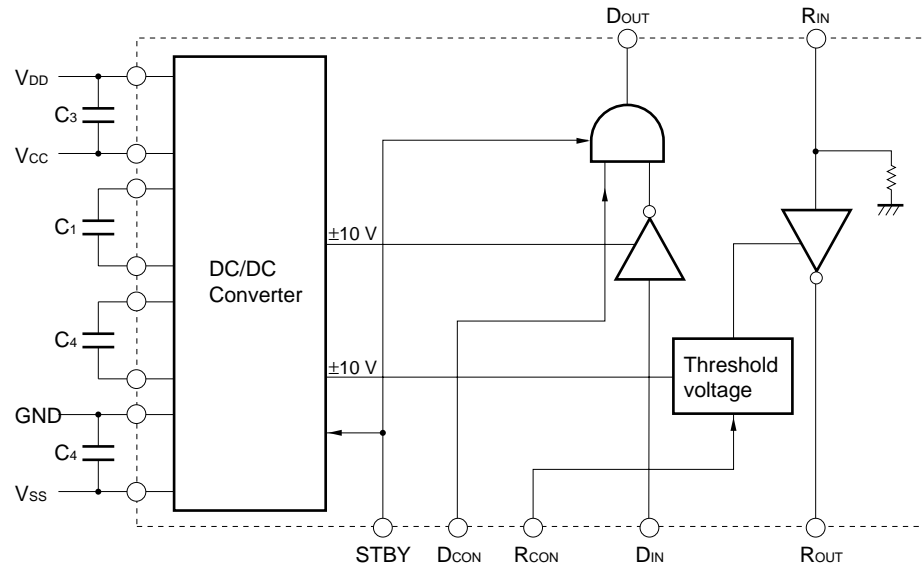 DOUT
RIN
VDD
C3
VCC
C1
±10 V
DC/DC
Converter
C4
±10 V
Threshold
voltage
GND
C4
VSS
STBY
DCON
RCON
DIN
ROUT